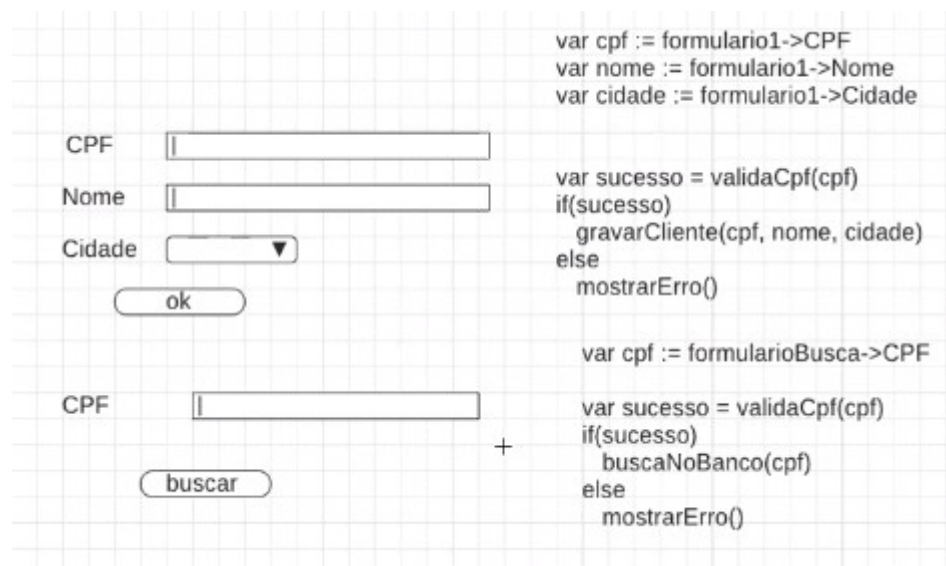 var cpf := formulario1->CPF
var nome := formulario1->Nome
var cidade := formulario1->Cidade
CPF
Nome
Cidade
ok
var sucesso = validaCpf(cpf)
if(sucesso)
gravarCliente(cpf, nome, cidade)
else
mostrarErro()
CPF
buscar
var cpf := formularioBusca->CPF
var sucesso = validaCpf(cpf)
if(sucesso)
buscaNoBanco(cpf)
else
mostrarErro()